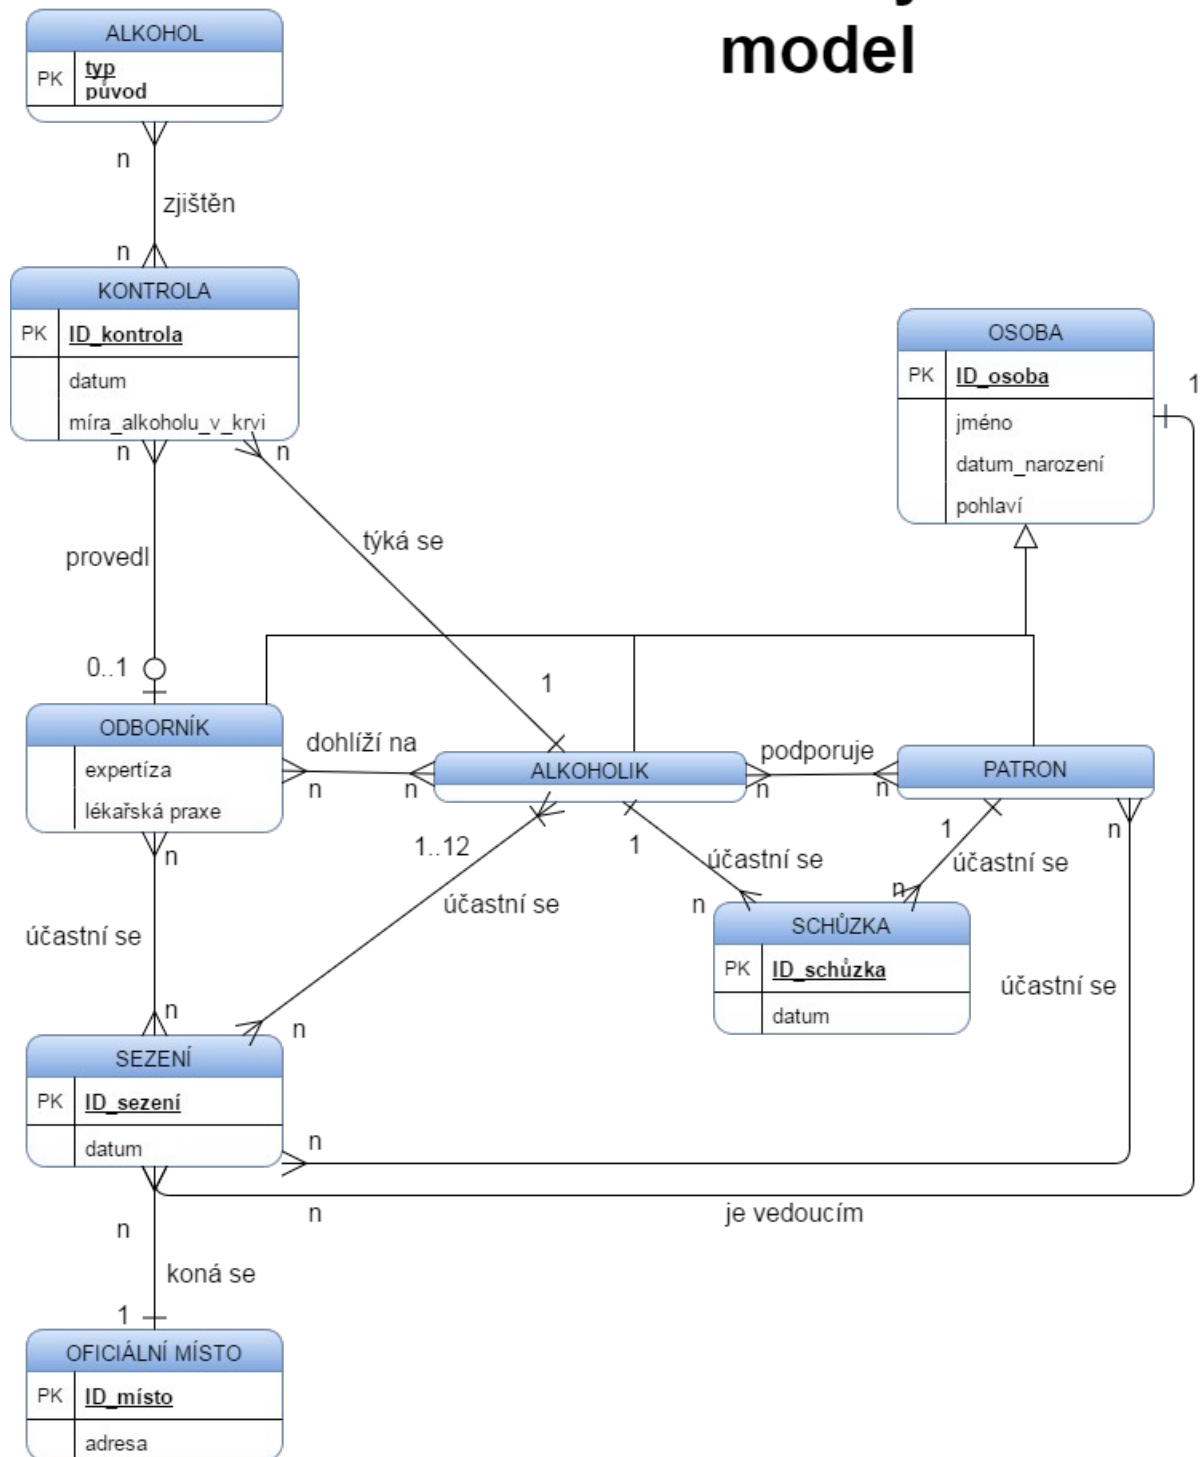 model
ALKOHOL
PK
typ
původ
n
zjištěn
n
KONTROLA
PK ID_kontrola
datum
míra_alkoholu_v_krvi
n
n
týká se
provedl
0..1
1
OSOBA
PK ID_osoba
jméno
datum_narození
pohlaví
1
ODBORNÍK
expertíza
lékařská praxe
dohlíží na
n
n
ALKOHOLIK
podporuje
n
n
PATRON
n
1..12
1
1
n
účastní se
účastní se
účastní se
n
n
účastní se
SCHŮZKA
PK ID_schůzka
datum
účastní se
n
n
SEZENÍ
PK ID_sezení
datum
n
n
je vedoucím
n
koná se
1
OFICIÁLNÍ MÍSTO
PK ID_místo
adresa